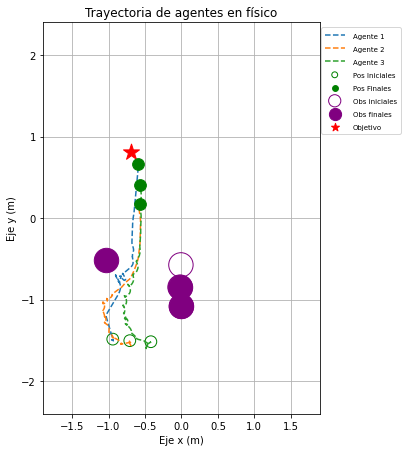 Trayectoria de agentes en físico
Agente 1
Agente 2
Agente 3
Pos Iniciales
Pos Finales
Obs Iniciales
Obs finales
Objetivo
Eje y (m)
2
1
0
−1
−2
−1.5
−1.0
−0.5
0.0
0.5
1.0
1.5
Eje x (m)